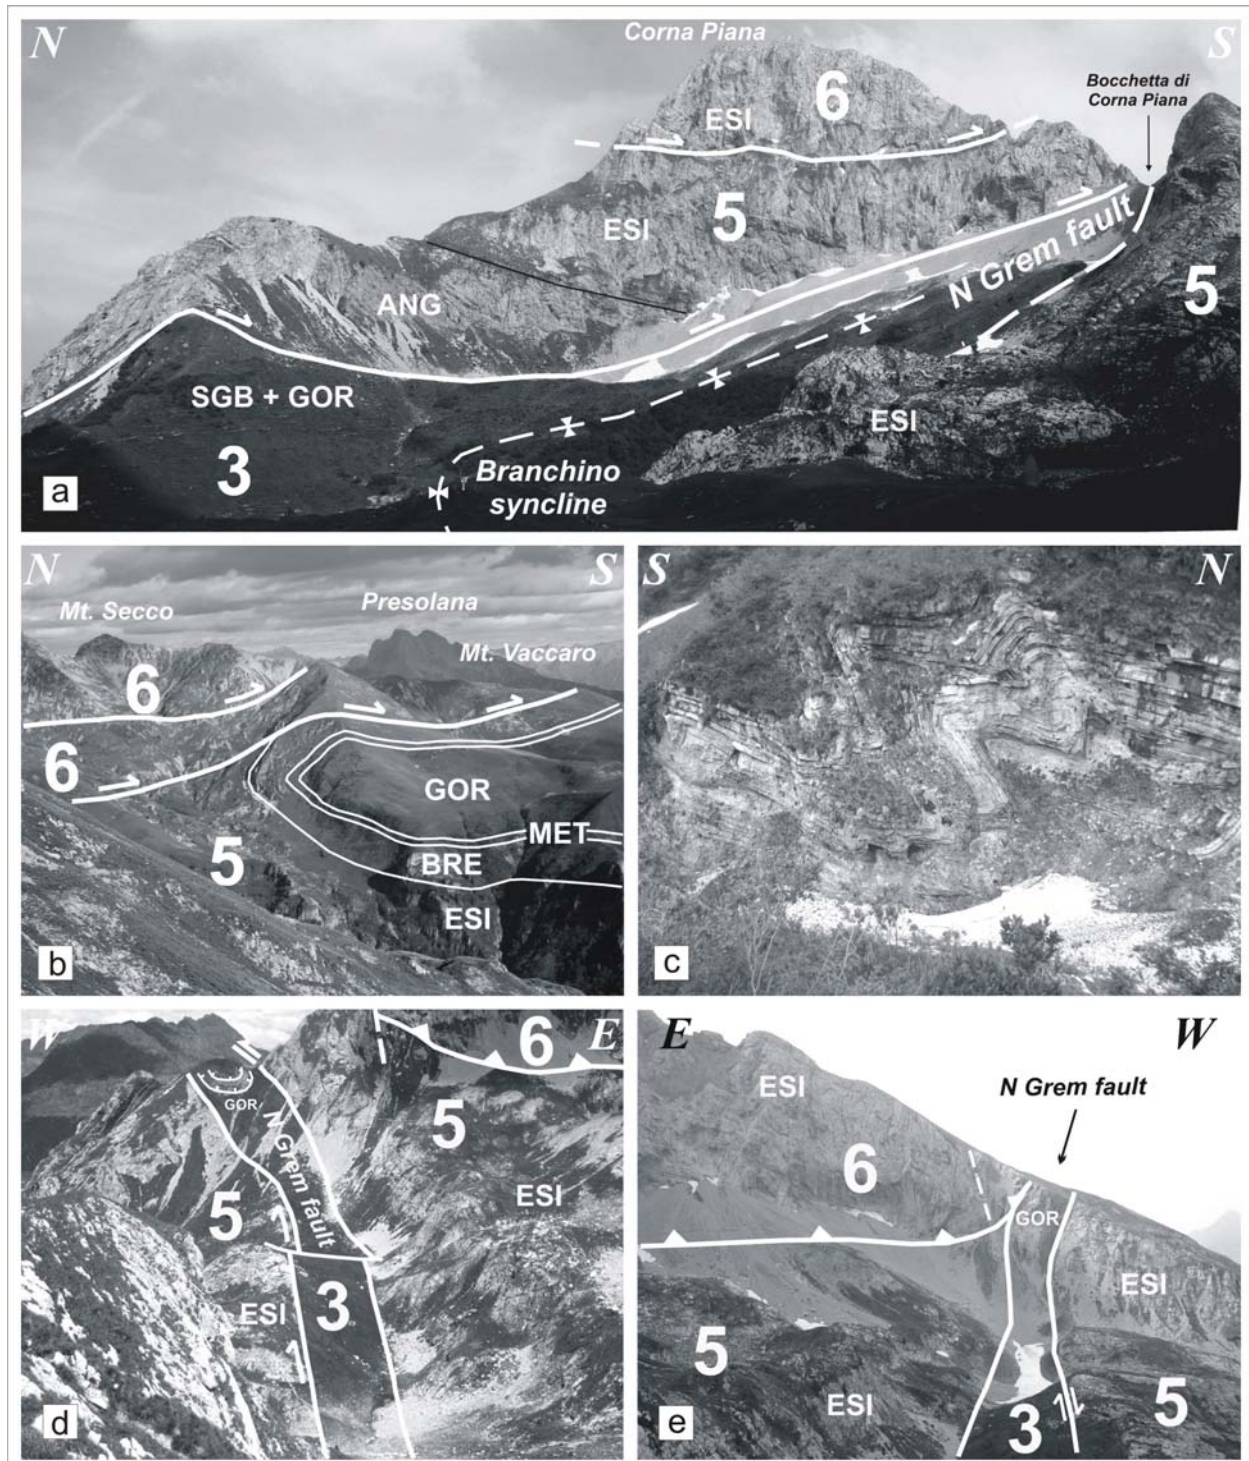 N
Corna Piana
S
Bocchetta di
Corna Piana
6
ESI
ESI
5
N Grem fault
5
ANG
SGB + GOR
ESI
3
Branchino
syncline
a
N
S
Mt. Secco
Presolana
Mt. Vaccaro
6
6
GOR
MET
5
BRE
ESI
b
S
N
c
W
E
6
GOR
N Grem fault
5
5
ESI
ESI
3
d
E
W
N Grem fault
ESI
6
GOR
ESI
5
5
ESI
3
e